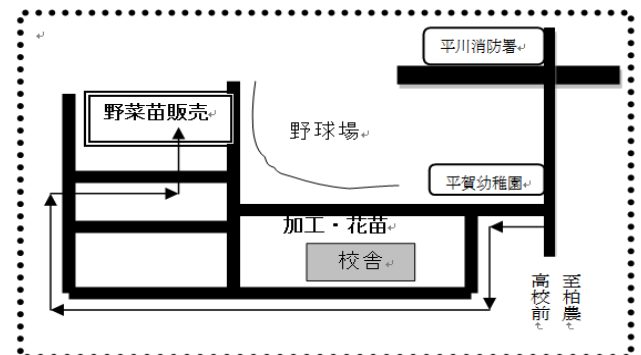 平川消防署
野菜苗販売
野球場
平賀幼稚園
加工・花苗
校舎
至柏農
高校前